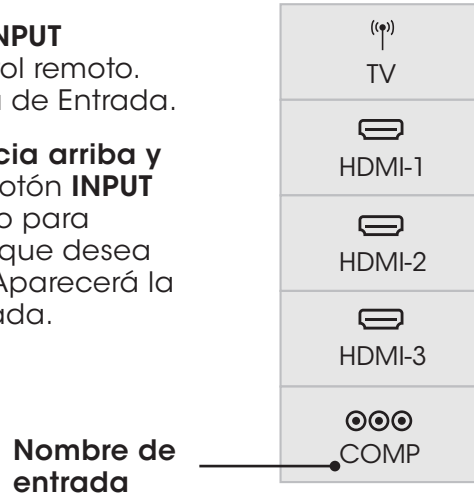 NPUT
ol remoto.
de Entrada.
cia arriba y
otón INPUT
o para
que desea
Aparecerá la
ada.
TV
HDMI-1
HDMI-2
HDMI-3
COMP
Nombre de
entrada